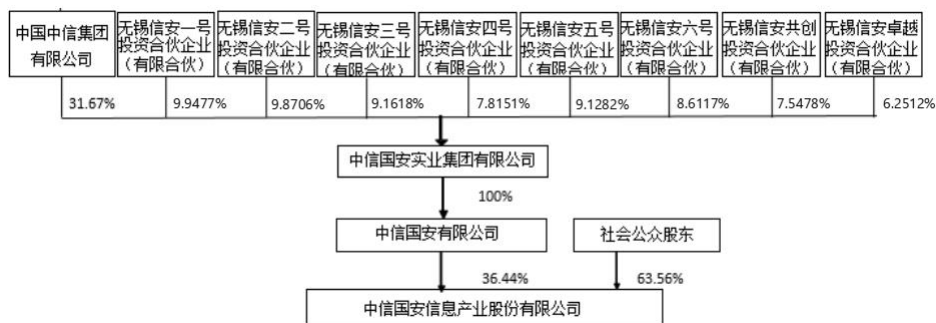 中国中信集团
有限公司
无锡信安一号
投资合伙企业
（有限合伙）
无锡信安二号
投资合伙企业
（有限合伙）
无锡信安三号
投资合伙企业
（有限合伙）
无锡信安四号
投资合伙企业
（有限合伙）
无锡信安五号
投资合伙企业
（有限合伙）
无锡信安六号
投资合伙企业
（有限合伙）
无锡信安共创
投资合伙企业
（有限合伙）
无锡信安卓越
投资合伙企业
（有限合伙）
31.67%
9.9477%
9.8706%
9.1618%
7.8151%
9.1282%
8.6117%
7.5478%
6.2512%
中信国安实业集团有限公司
100%
中信国安有限公司
社会公众股东
36.44%
63.56%
中信国安信息产业股份有限公司